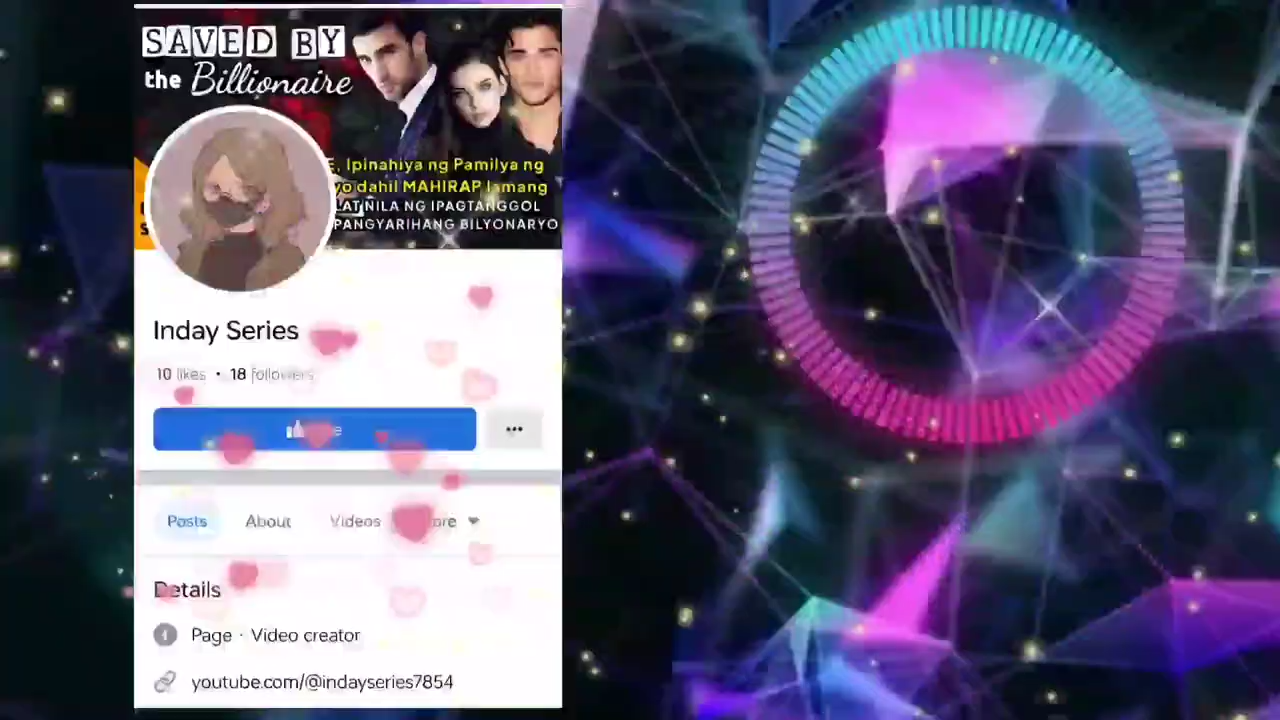 SAVED BY
the Billionaire
E, Ipinahiya ng Pamilya ng
yo dahil MAHIRAP lamang
LAT NILA NG IPAGTANGGOL
PANGYARIHANG BILYONARYO
Inday Series
10 likes • 18 followers
...
Posts About Videos
Details
Page · Video creator
youtube.com/@indayseries7854